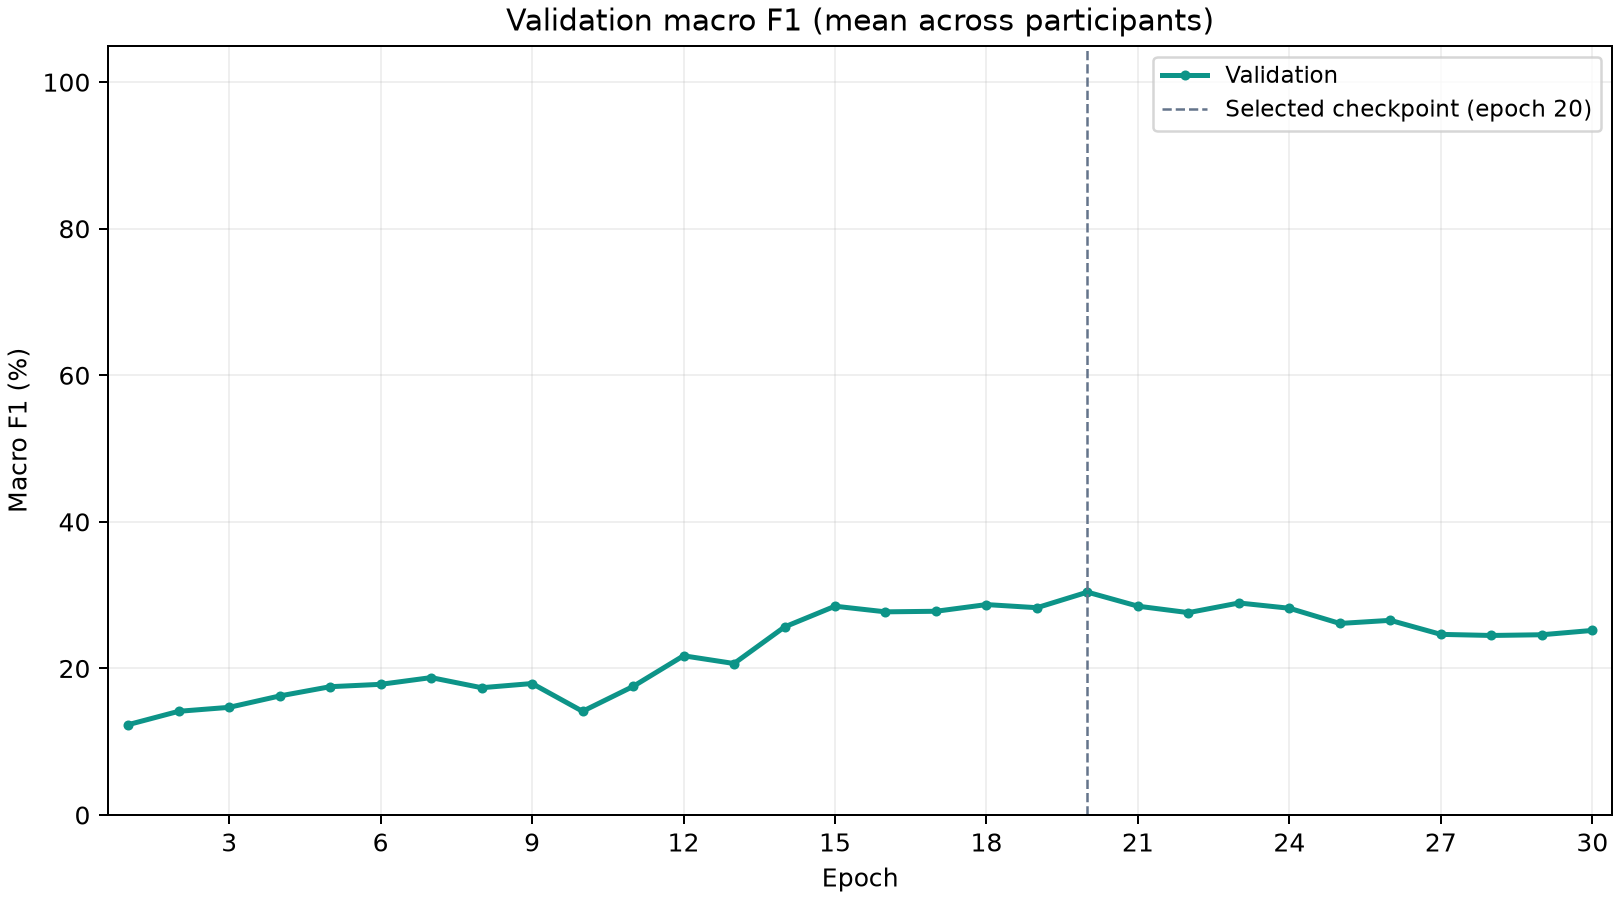 Validation macro F1 (mean across participants)
Validation
Selected checkpoint (epoch 20)
Macro F1 (%)
100
80
60
40
20
0
3 6 9 12 15 18 21 24 27 30
Epoch